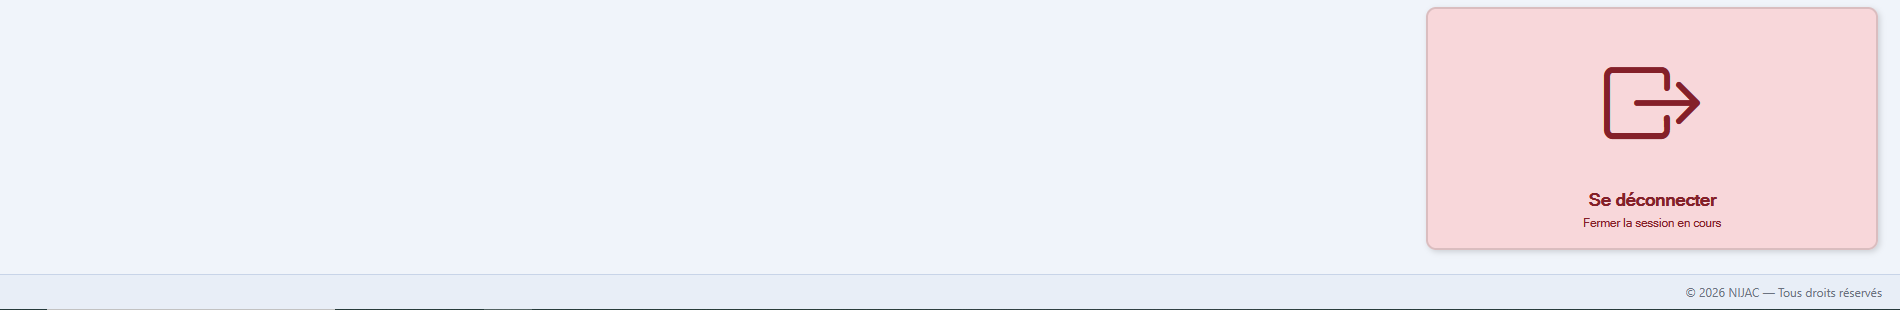 Se déconnecter
Fermer la session en cours
© 2026 NIJAC — Tous droits réservés